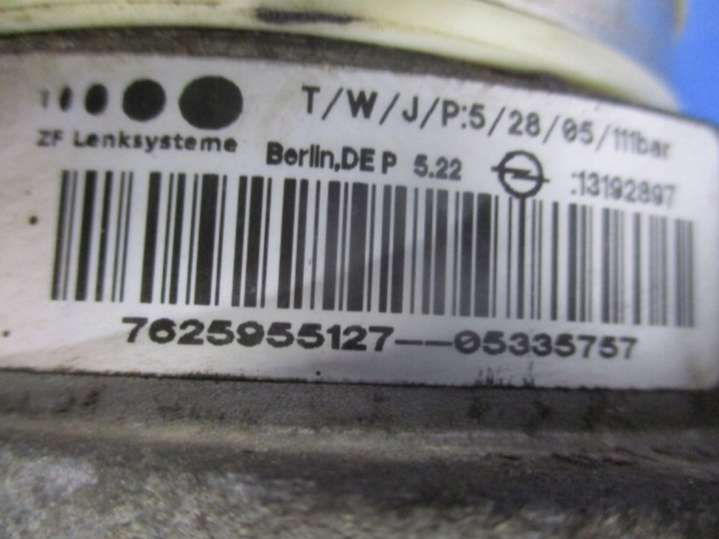 T/W/J/P:5/28/05/111bar
ZF Lenksysteme Berlin,DE P 5.22 :13192897
7625955127--05335757